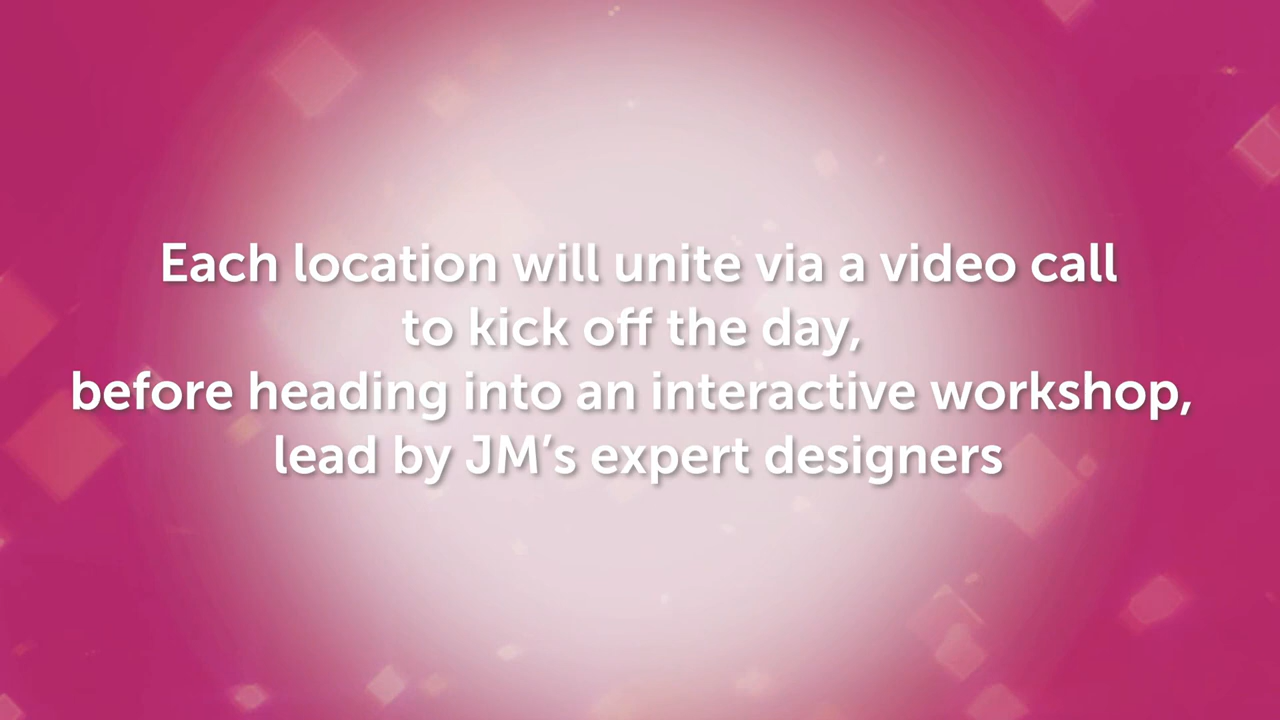 Each location will unite via a video call
to kick off the day,
before heading into an interactive workshop,
lead by JM’s expert designers